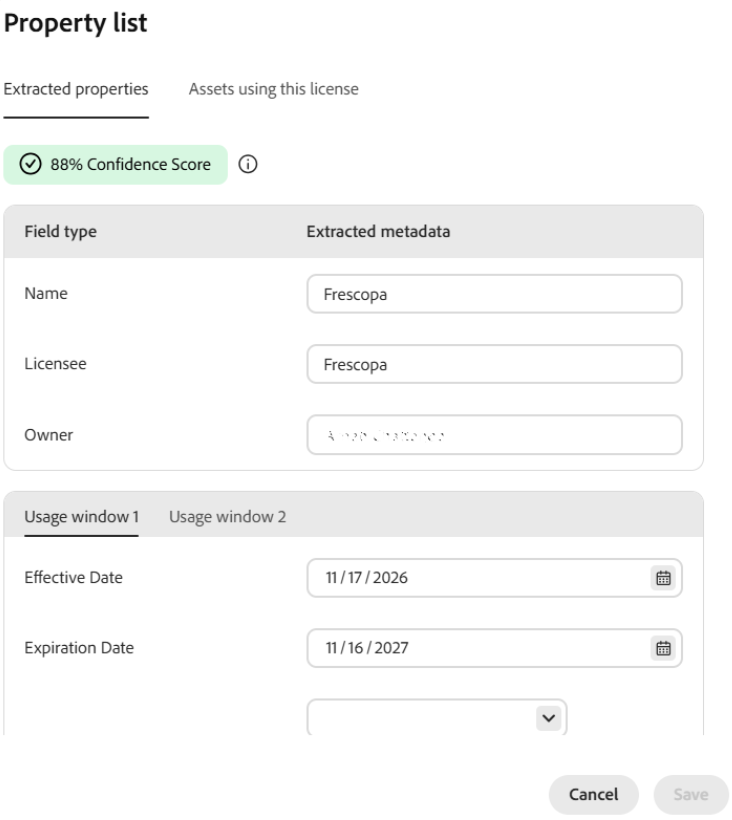 Property list
Extracted properties Assets using this license
88% Confidence Score
Field type Extracted metadata
Name Frescopa
Licensee Frescopa
Owner
Usage window 1 Usage window 2
Effective Date 11/17/2026
Expiration Date 11/16/2027
Cancel Save